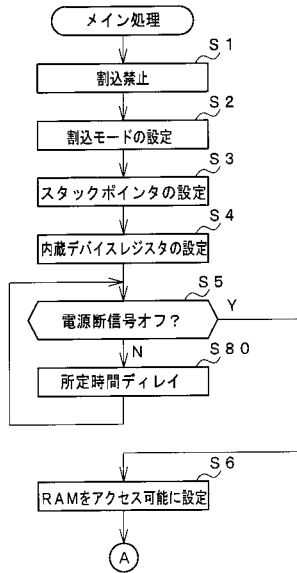 メイン処理
S1
割込禁止
S2
割込モードの設定
S3
スタックポインタの設定
S4
内蔵デバイスレジスタの設定
S5
電源断信号オフ?
Y
N
S80
所定時間ディレイ
S6
RAMをアクセス可能に設定
A